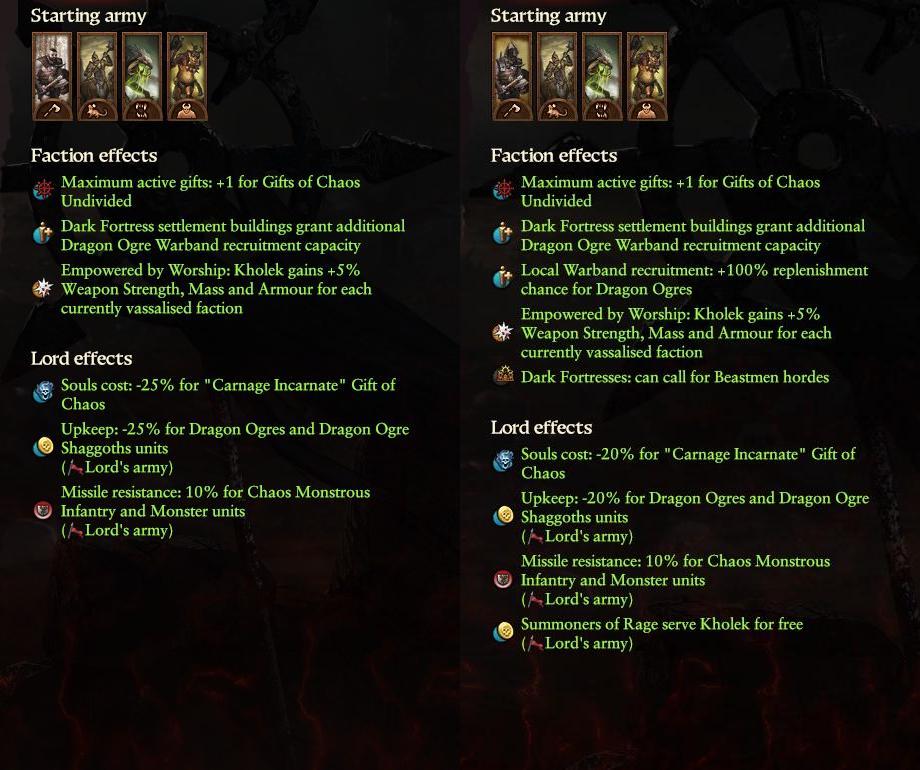 Starting army
Faction effects
Maximum active gifts: +1 for Gifts of Chaos
Undivided
Dark Fortress settlement buildings grant additional
Dragon Ogre Warband recruitment capacity
Empowered by Worship: Kholek gains +5%
Weapon Strength, Mass and Armour for each
currently vassalised faction
Lord effects
Souls cost: -25% for "Carnage Incarnate" Gift of
Chaos
Upkeep: -25% for Dragon Ogres and Dragon Ogre
Shaggoths units
(Lord's army)
Missile resistance: 10% for Chaos Monstrous
Infantry and Monster units
(Lord's army)
Starting army
Faction effects
Maximum active gifts: +1 for Gifts of Chaos
Undivided
Dark Fortress settlement buildings grant additional
Dragon Ogre Warband recruitment capacity
Local Warband recruitment: +100% replenishment
chance for Dragon Ogres
Empowered by Worship: Kholek gains +5%
Weapon Strength, Mass and Armour for each
currently vassalised faction
Dark Fortresses: can call for Beastmen hordes
Lord effects
Souls cost: -20% for "Carnage Incarnate" Gift of
Chaos
Upkeep: -20% for Dragon Ogres and Dragon Ogre
Shaggoths units
(Lord's army)
Missile resistance: 10% for Chaos Monstrous
Infantry and Monster units
(Lord's army)
Summoners of Rage serve Kholek for free
(Lord's army)